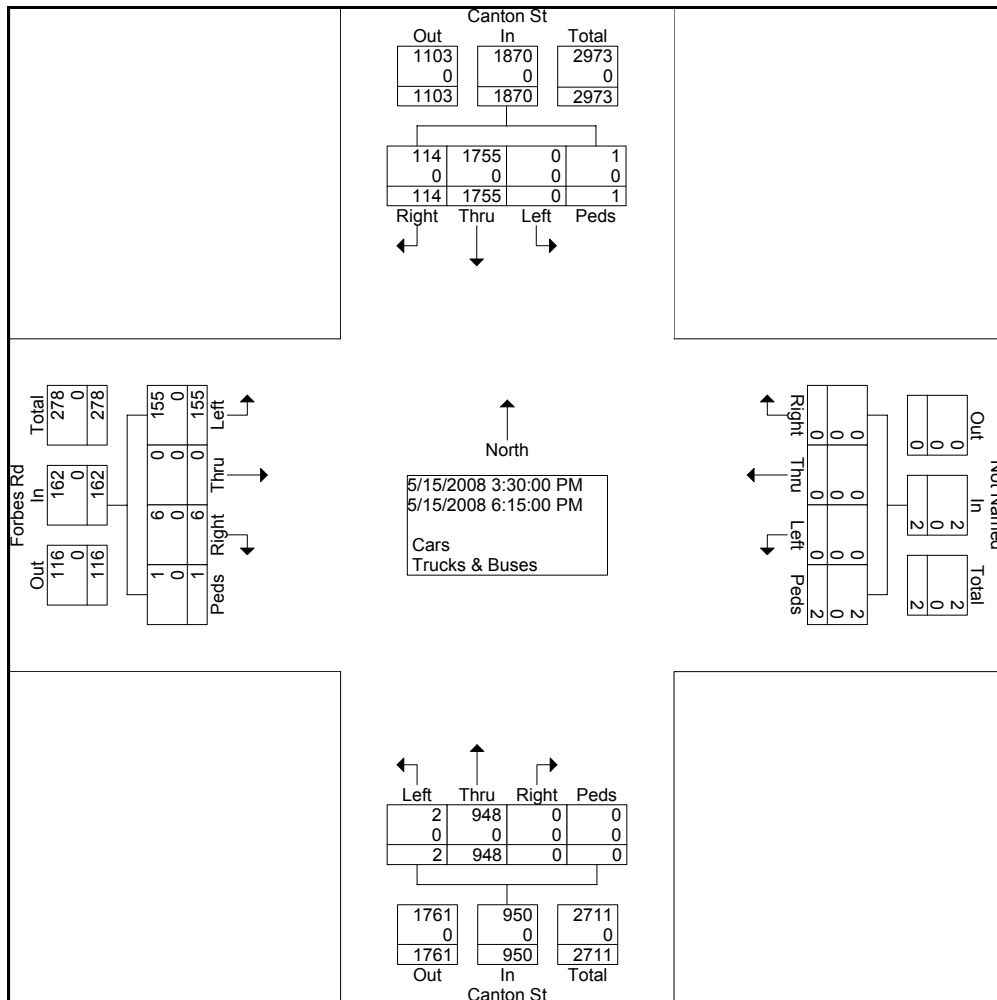 Canton St
Out In Total
1103 1870 2973
0 0 0
1103 1870 2973
114 1755 0 1
0 0 0 0
114 1755 0 1
Right Thru Left Peds
Forbes Rd
Total In Out
278 162 116
0 0 0
278 162 116
155 0 6 1
0 0 0 0
155 0 6 1
Left Thru Right Peds
North
5/15/2008 3:30:00 PM
5/15/2008 6:15:00 PM
Cars
Trucks & Buses
Right Thru Left Peds
0 0 0 2
0 0 0 0
0 0 0 2
0 2 2
0 0 0
0 2 2
Out In Total
Not Named
Left Thru Right Peds
2 948 0 0
0 0 0 0
2 948 0 0
1761 950 2711
0 0 0
1761 950 2711
Out In Total
Canton St